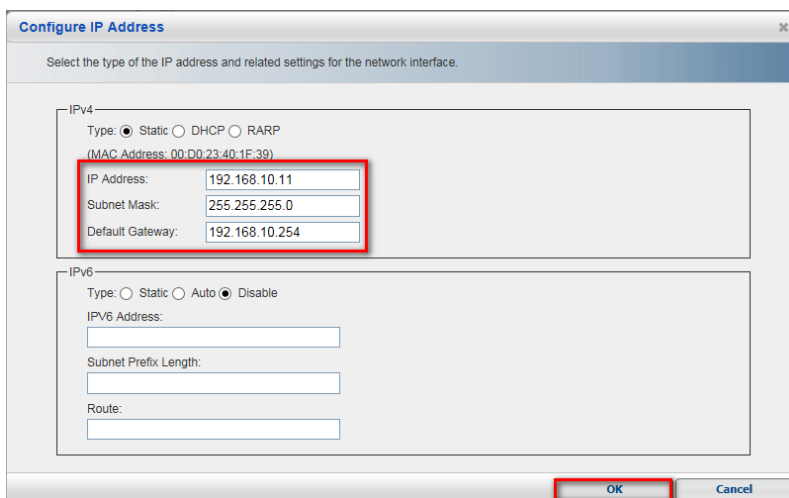 Configure IP Address
Select the type of the IP address and related settings for the network interface.
IPv4
Type: Static DHCP RARP
(MAC Address: 00:D0:23:40:1F:39)
IP Address: 192.168.10.11
Subnet Mask: 255.255.255.0
Default Gateway: 192.168.10.254
IPv6
Type: Static Auto Disable
IPV6 Address:
Subnet Prefix Length:
Route:
OK Cancel